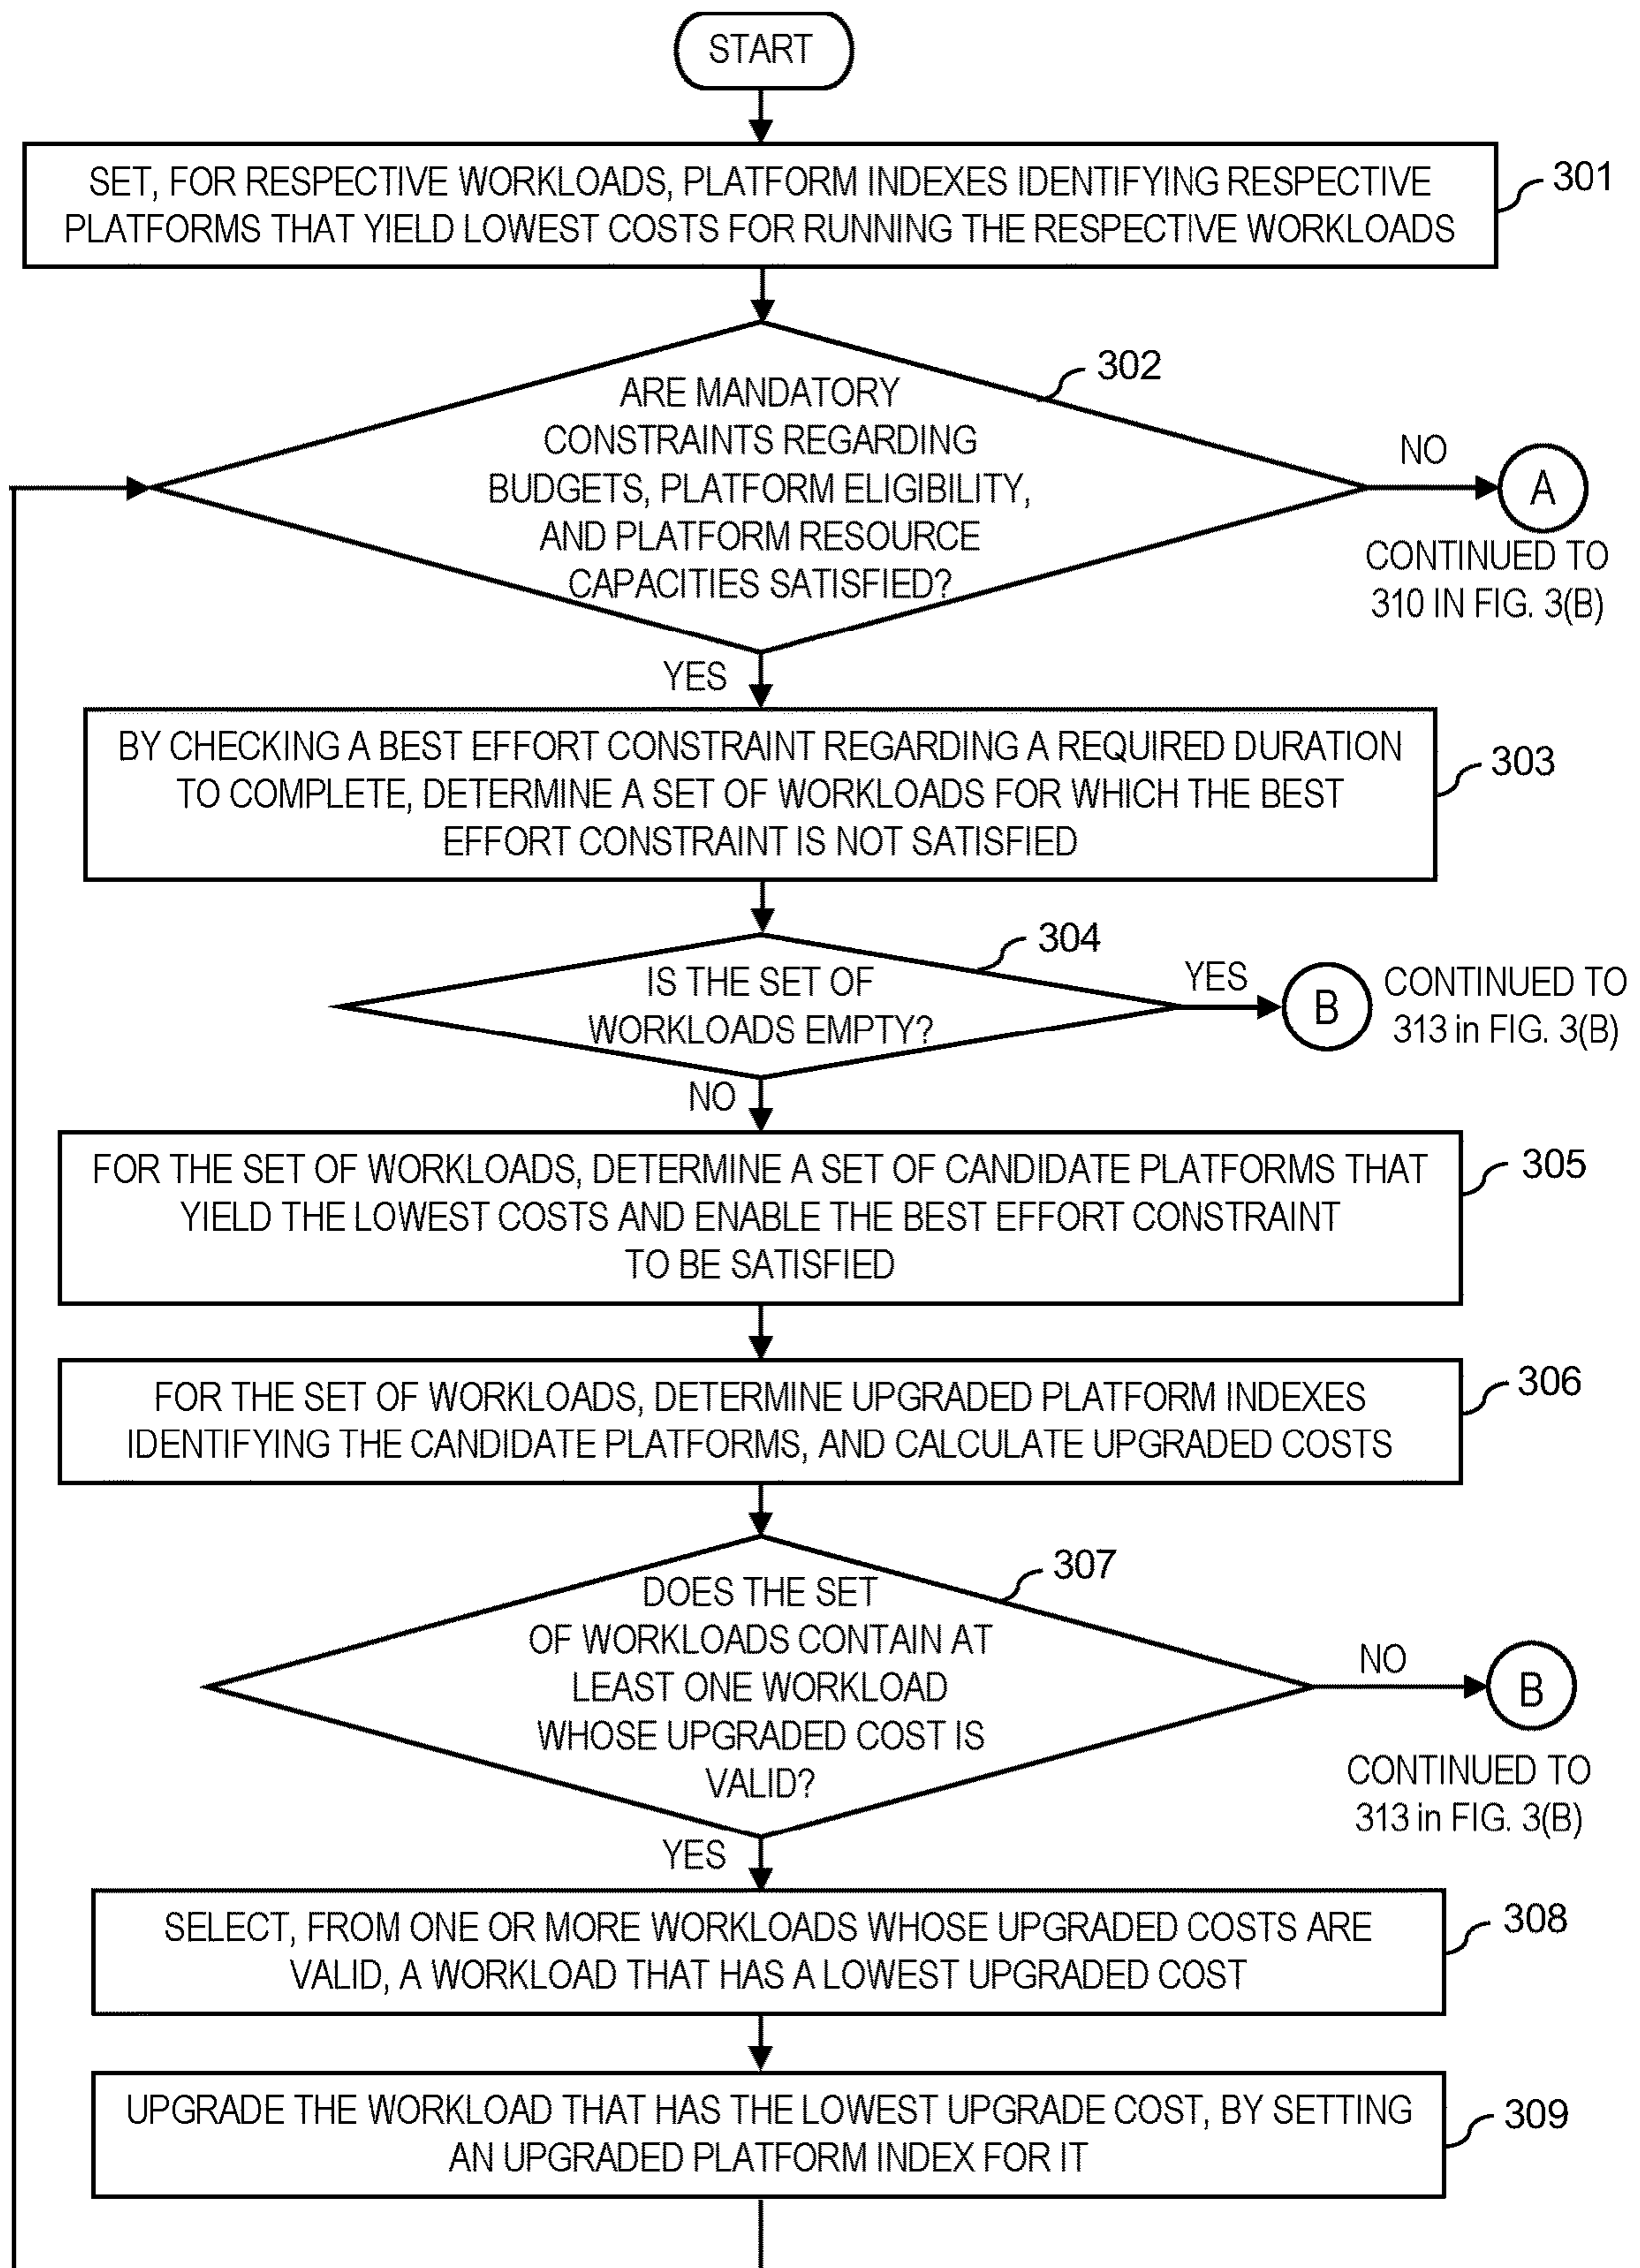 START
SET, FOR RESPECTIVE WORKLOADS, PLATFORM INDEXES IDENTIFYING RESPECTIVE
PLATFORMS THAT YIELD LOWEST COSTS FOR RUNNING THE RESPECTIVE WORKLOADS
301
302
ARE MANDATORY
CONSTRAINTS REGARDING
BUDGETS, PLATFORM ELIGIBILITY,
AND PLATFORM RESOURCE
CAPACITIES SATISFIED?
NO
A
CONTINUED TO
310 IN FIG. 3(B)
YES
BY CHECKING A BEST EFFORT CONSTRAINT REGARDING A REQUIRED DURATION
TO COMPLETE, DETERMINE A SET OF WORKLOADS FOR WHICH THE BEST
EFFORT CONSTRAINT IS NOT SATISFIED
303
304
IS THE SET OF
WORKLOADS EMPTY?
YES
B
CONTINUED TO
313 in FIG. 3(B)
NO
FOR THE SET OF WORKLOADS, DETERMINE A SET OF CANDIDATE PLATFORMS THAT
YIELD THE LOWEST COSTS AND ENABLE THE BEST EFFORT CONSTRAINT
TO BE SATISFIED
305
FOR THE SET OF WORKLOADS, DETERMINE UPGRADED PLATFORM INDEXES
IDENTIFYING THE CANDIDATE PLATFORMS, AND CALCULATE UPGRADED COSTS
306
307
DOES THE SET
OF WORKLOADS CONTAIN AT
LEAST ONE WORKLOAD
WHOSE UPGRADED COST IS
VALID?
NO
B
CONTINUED TO
313 in FIG. 3(B)
YES
SELECT, FROM ONE OR MORE WORKLOADS WHOSE UPGRADED COSTS ARE
VALID, A WORKLOAD THAT HAS A LOWEST UPGRADED COST
308
UPGRADE THE WORKLOAD THAT HAS THE LOWEST UPGRADE COST, BY SETTING
AN UPGRADED PLATFORM INDEX FOR IT
309